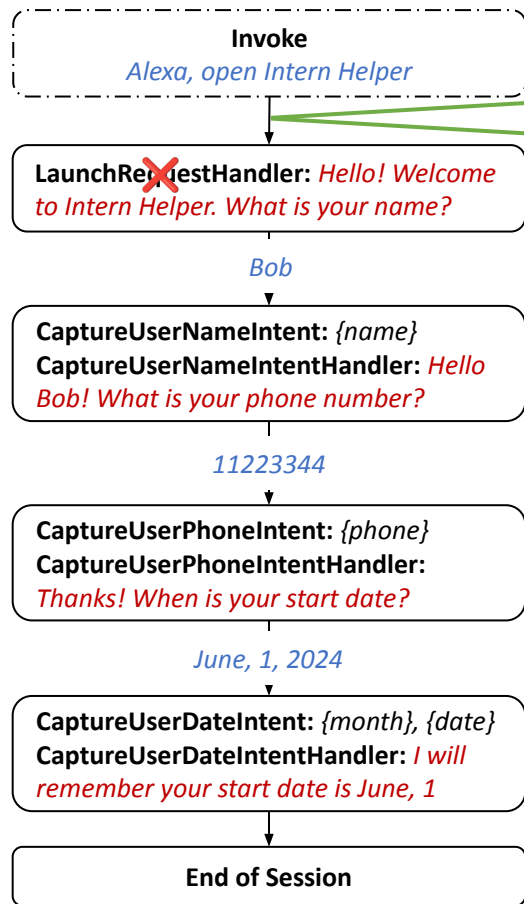 Invoke
Alexa, open Intern Helper
LaunchRequestHandler: Hello! Welcome
to Intern Helper. What is your name?
Bob
CaptureUserNameIntent: {name}
CaptureUserNameIntentHandler: Hello
Bob! What is your phone number?
11223344
CaptureUserPhoneIntent: {phone}
CaptureUserPhoneIntentHandler:
Thanks! When is your start date?
June, 1, 2024
CaptureUserDateIntent: {month}, {date}
CaptureUserDateIntentHandler: I will
remember your start date is June, 1
End of Session